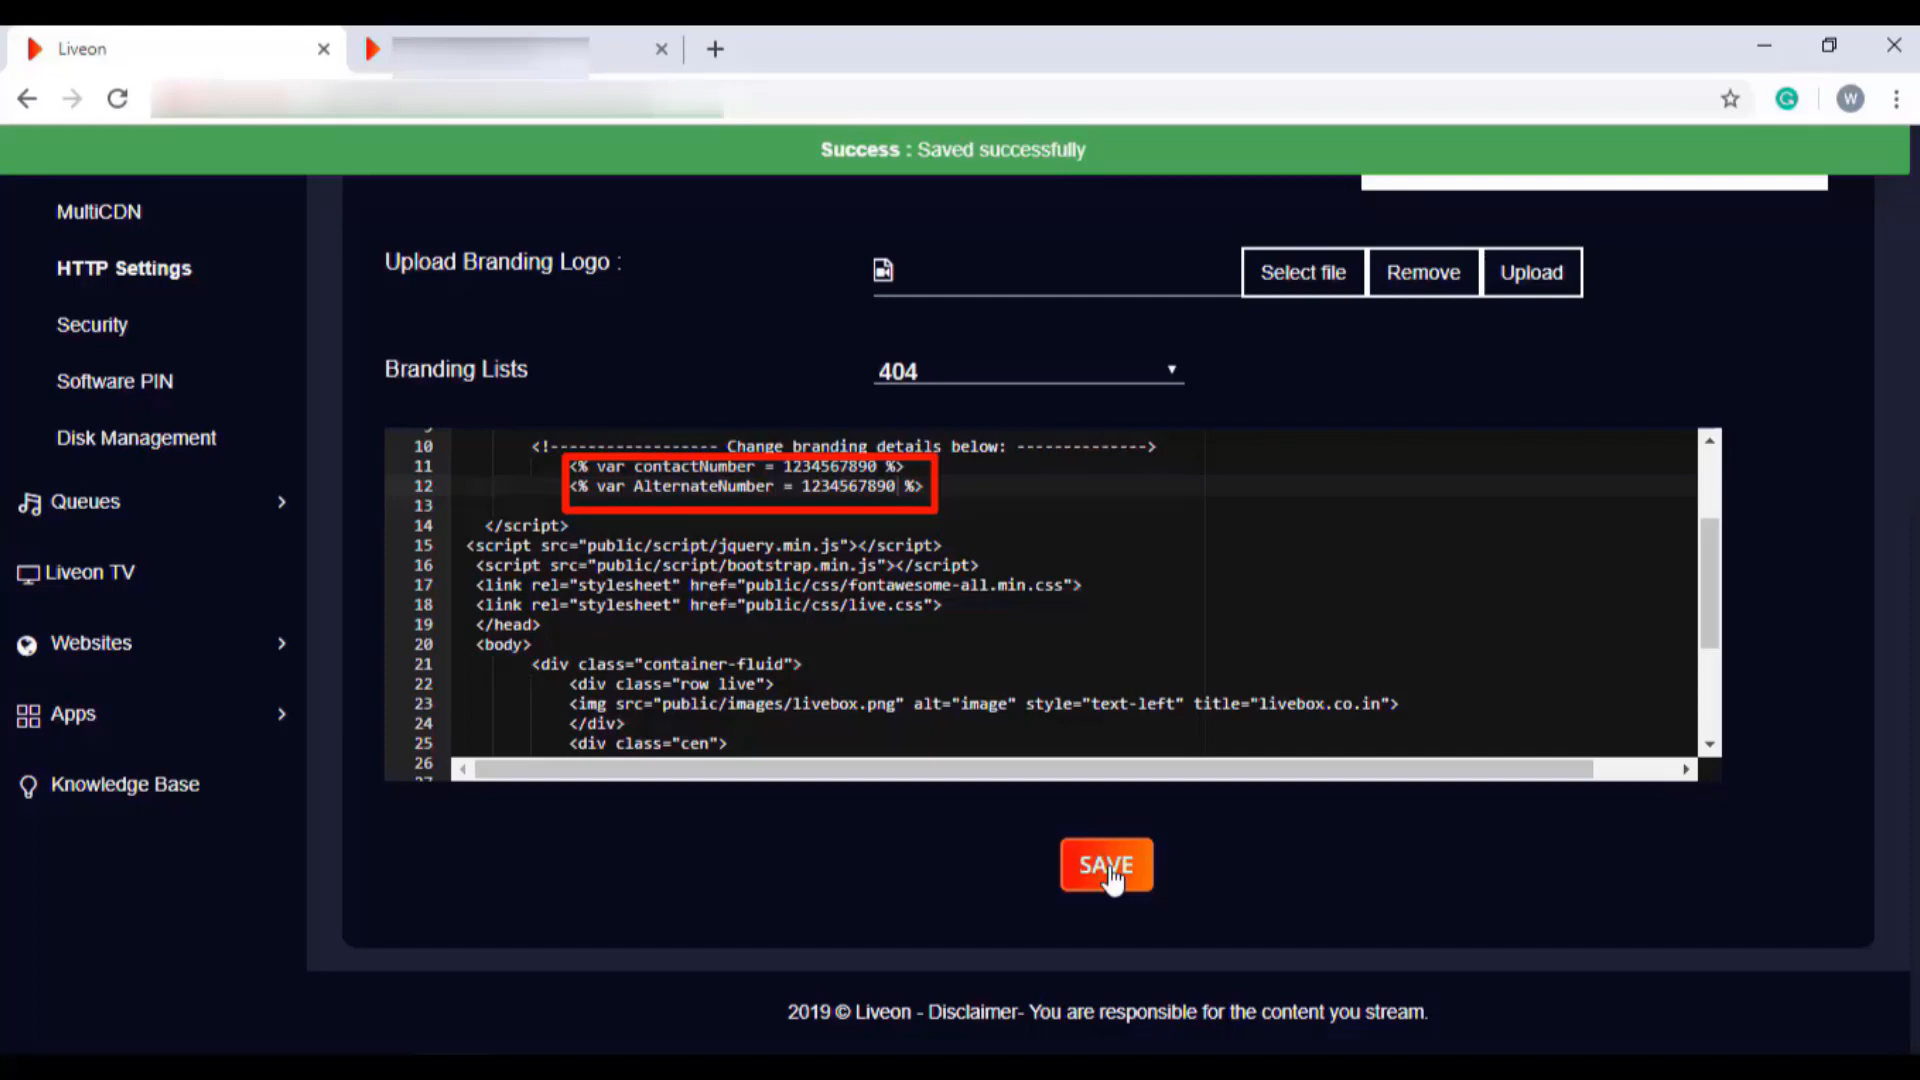 Liveon
W
Success : Saved successfully
MultiCDN
HTTP Settings
Security
Software PIN
Disk Management
Queues
Liveon TV
Websites
Apps
Knowledge Base
Upload Branding Logo :
Select file
Remove
Upload
Branding Lists
404
10 <!------------------ Change branding details below: -------------->
11 <% var contactNumber = 1234567890 %>
12 <% var AlternateNumber = 1234567890 %>
13
14 </script>
15 <script src="public/script/jquery.min.js"></script>
16 <script src="public/script/bootstrap.min.js"></script>
17 <link rel="stylesheet" href="public/css/fontawesome-all.min.css">
18 <link rel="stylesheet" href="public/css/live.css">
19 </head>
20 <body>
21 <div class="container-fluid">
22 <div class="row live">
23 <img src="public/images/livebox.png" alt="image" style="text-left" title="livebox.co.in">
24 </div>
25 <div class="cen">
26
SAVE
2019 © Liveon - Disclaimer- You are responsible for the content you stream.